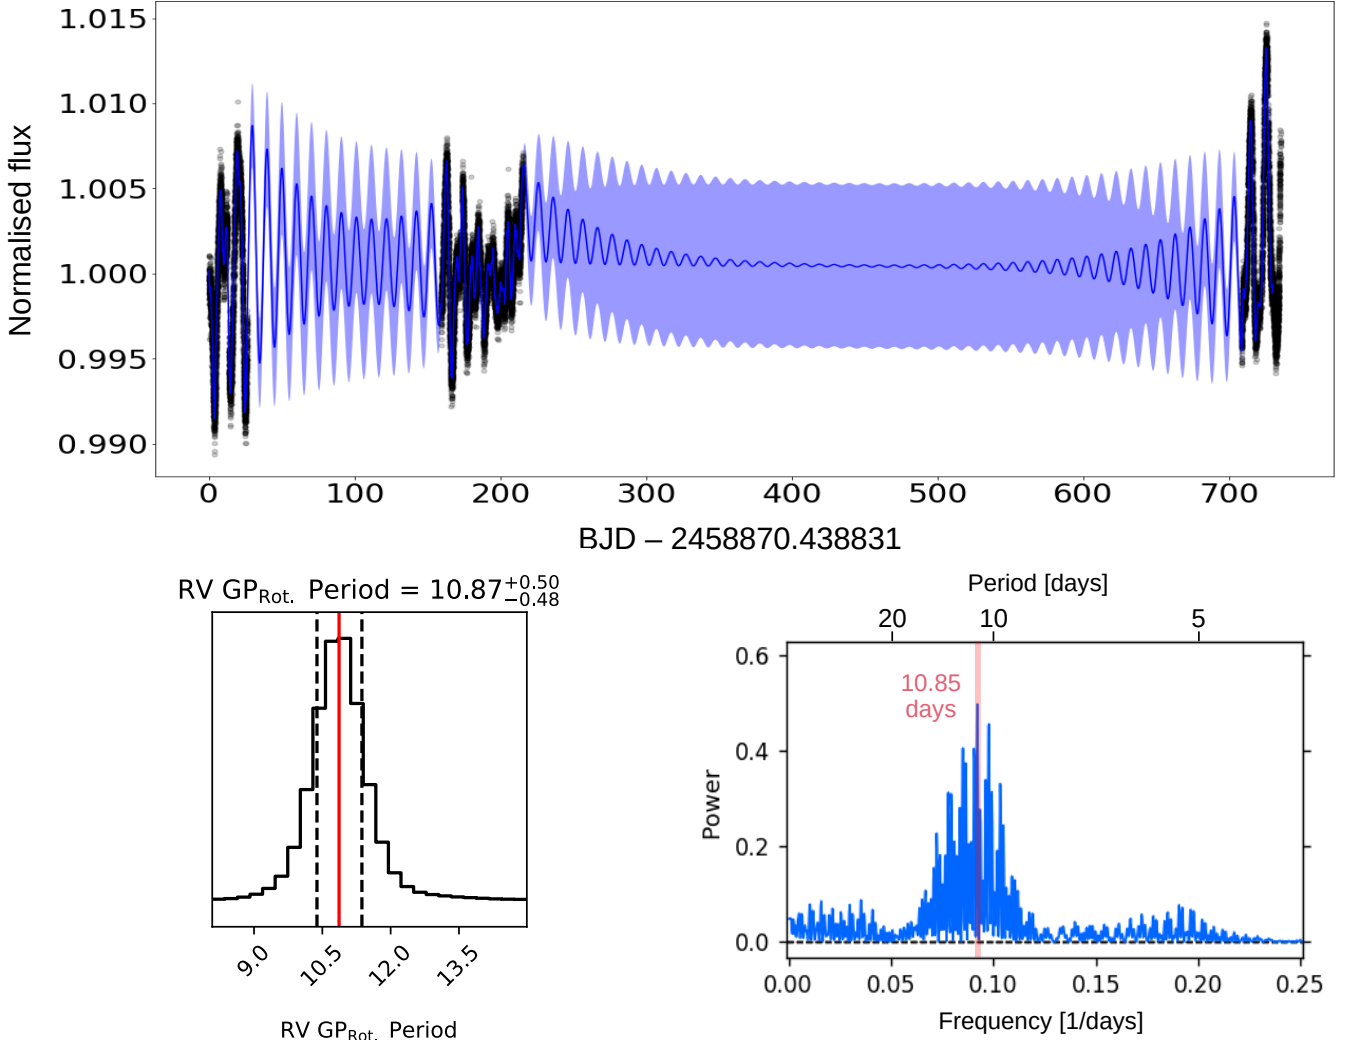 1.015
1.010
1.005
1.000
0.995
0.990
Normalised flux
0 100 200 300 400 500 600 700
BJD – 2458870.438831
RV GP_Rot. Period = 10.87^{+0.50}_{−0.48}
9.0 10.5 12.0 13.5
RV GP_Rot. Period
Period [days]
20 10 5
0.6
0.4
0.2
0.0
Power
10.85
days
0.00 0.05 0.10 0.15 0.20 0.25
Frequency [1/days]